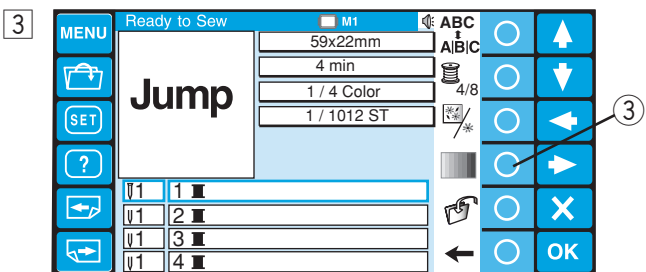 3
MENU
Ready to Sew
M1
ABC
A|B|C
59x22mm
4 min
4/8
1 / 4 Color
SET
1 / 1012 ST
Jump
3
?
1
1
1
2
1
3
1
4
OK